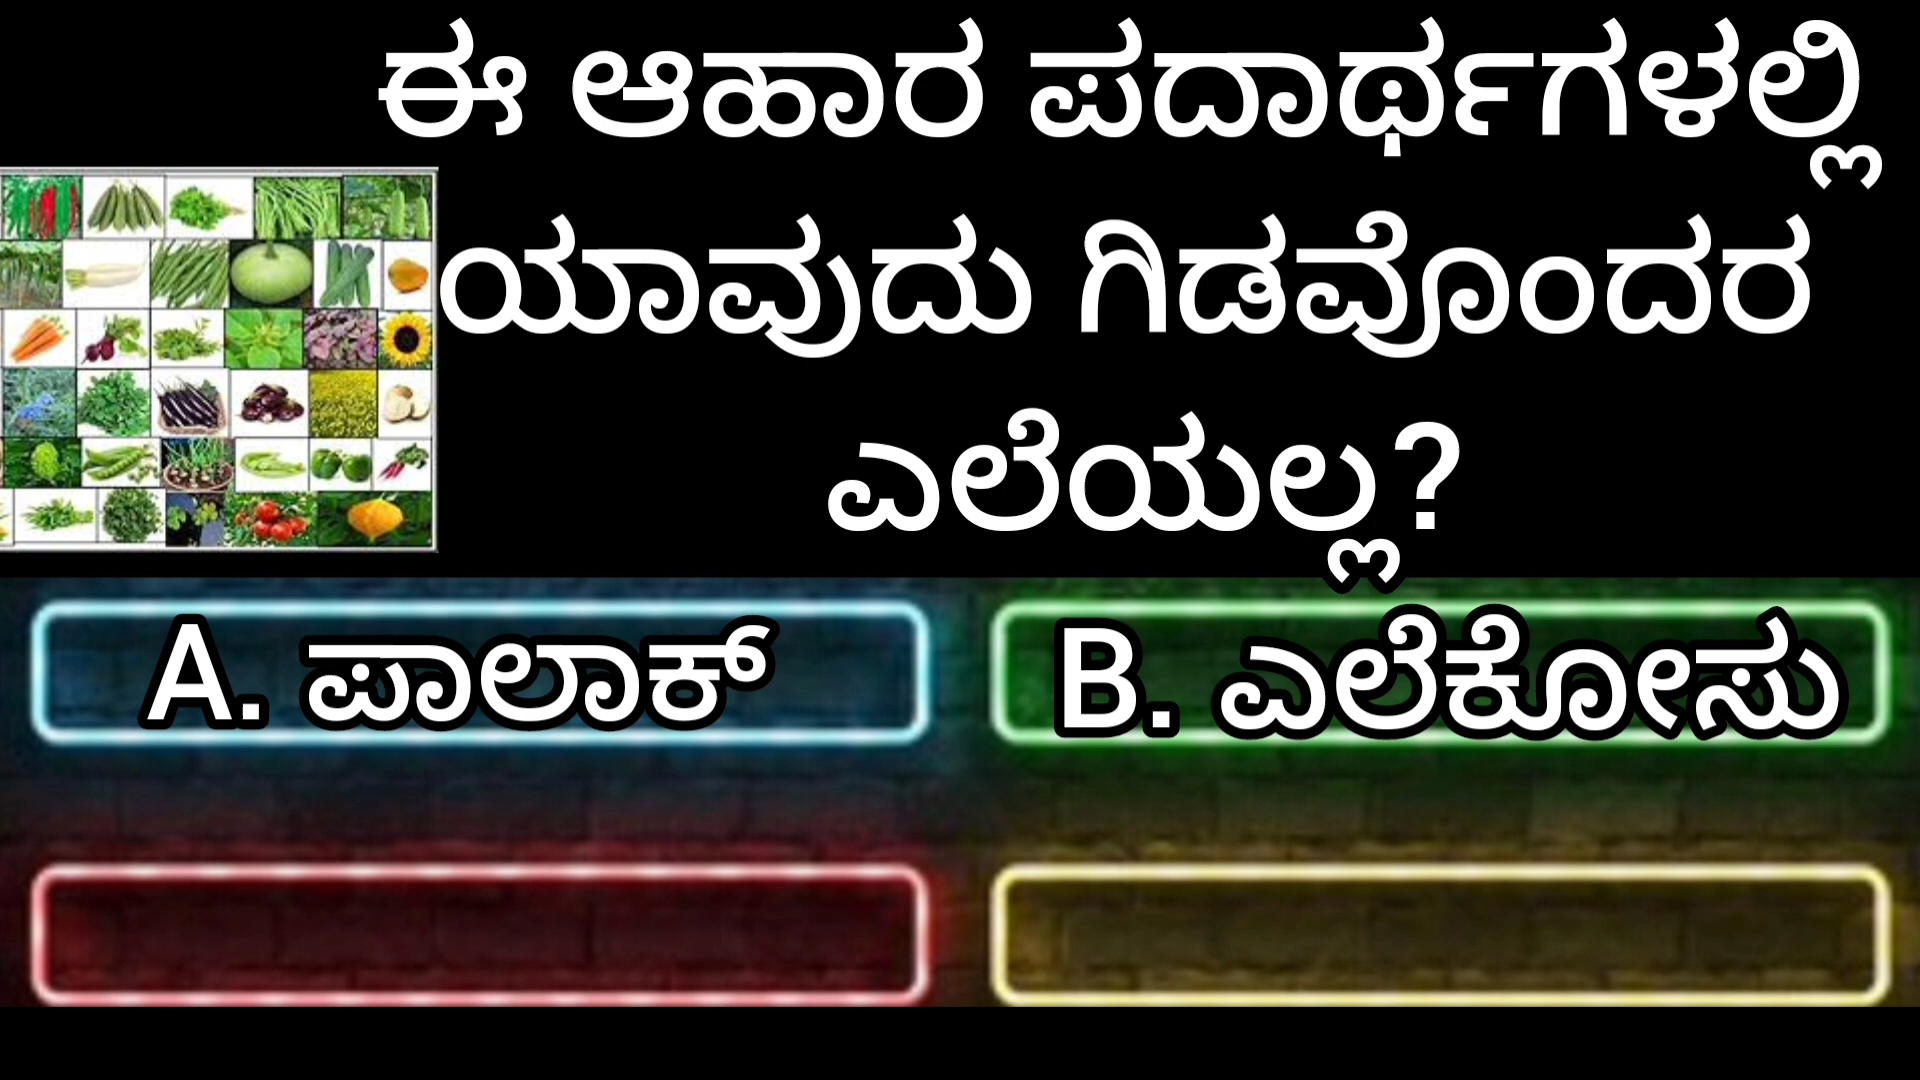 ಈ ಆಹಾರ ಪದಾರ್ಥಗಳಲ್ಲಿ
ಯಾವುದು ಗಿಡವೊಂದರ
ಎಲೆಯಲ್ಲ?
A. ಪಾಲಾಕ್
B. ಎಲೆಕೋಸು